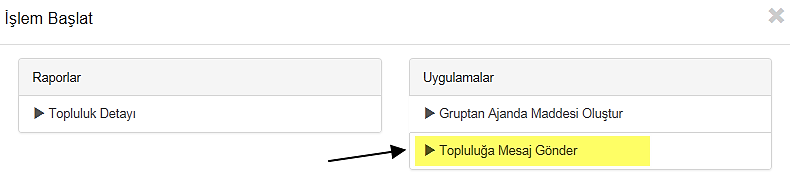 İşlem Başlat
Raporlar
Topluluk Detayı
Uygulamalar
Gruptan Ajanda Maddesi Oluştur
Topluluğa Mesaj Gönder